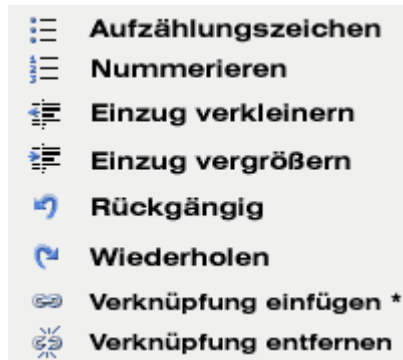 Aufzählungszeichen
Nummerieren
Einzug verkleinern
Einzug vergrößern
Rückgängig
Wiederholen
Verknüpfung einfügen *
Verknüpfung entfernen